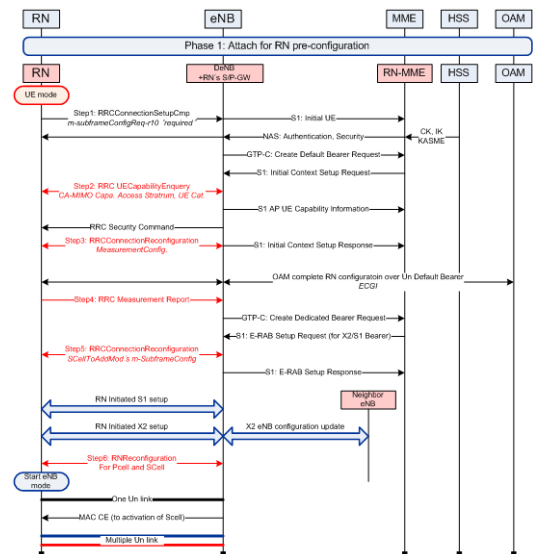 RN
eNB
MME
HSS
OAM
Phase 1: Attach for RN pre-configuration
RN
DeNB
+RN´s S/P-GW
RN-MME
HSS
OAM
UE mode
Step1: RRCConnectionSetupCmp
m-subframeConfigReq-r10 ´required´
S1: Initial UE
NAS: Authentication, Security
CK, IK
KASME
GTP-C: Create Default Bearer Request
S1: Initial Context Setup Request
Step2: RRC UECapabilityEnquery
CA-MIMO Capa. Access Stratrum, UE Cat.
S1 AP UE Capability Information
RRC Security Command
Step3: RRCConnectionReconfiguration
MeasurementConfig.
S1: Initial Context Setup Response
OAM complete RN configuratoin over Un Default Bearer
ECGI
Step4: RRC Measurement Report
GTP-C: Create Dedicated Bearer Request
S1: E-RAB Setup Request (for X2/S1 Bearer)
Step5: RRCConnectionReconfiguration
SCellToAddMod´s m-SubframeConfig
S1: E-RAB Setup Response
Neighbor
eNB
RN Initiated S1 setup
RN Initiated X2 setup
X2 eNB configuration update
Step6: RNReconfiguration
For Pcell and SCell
Start eNB
mode
One Un link
MAC CE (to activation of Scell)
Multiple Un link